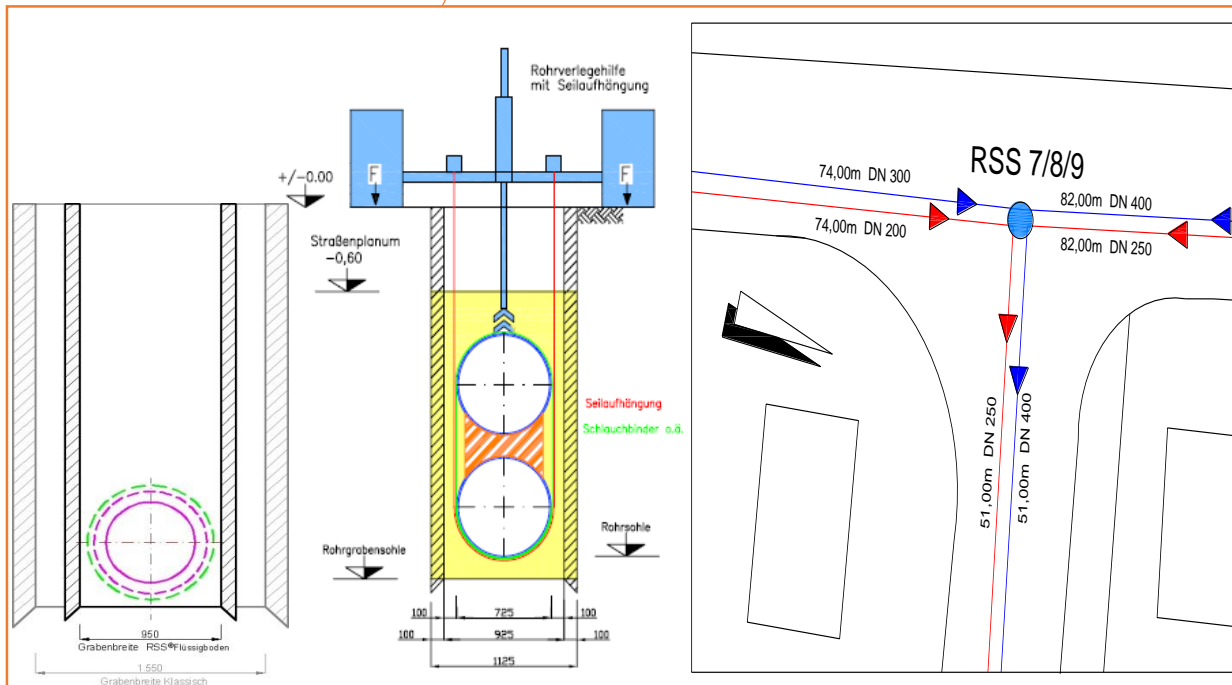 +/-0.00
950
Grabenbreite RSS®Flüssigboden
1.550
Grabenbreite Klassisch
Rohrverlegehilfe
mit Seilaufhängung
F
F
Straßenplanum
-0,60
Seilaufhängung
Schlauchbinder o.ä.
Rohrgrabensohle
Rohrsohle
100
725
100
100
925
100
1125
RSS 7/8/9
74,00m DN 300
82,00m DN 400
74,00m DN 200
82,00m DN 250
51,00m DN 250
51,00m DN 400